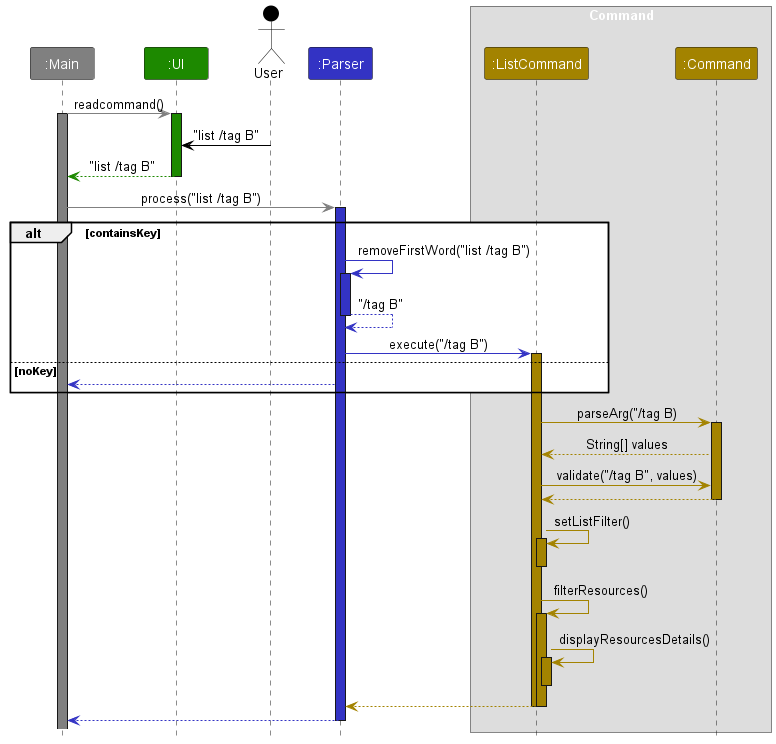 Command
:Main
:UI
User
:Parser
:ListCommand
:Command
readcommand()
"list /tag B"
"list /tag B"
process("list /tag B")
alt
[containsKey]
removeFirstWord("list /tag B")
"/tag B"
execute("/tag B")
[noKey]
parseArg("/tag B)
String[] values
validate("/tag B", values)
setListFilter()
filterResources()
displayResourcesDetails()